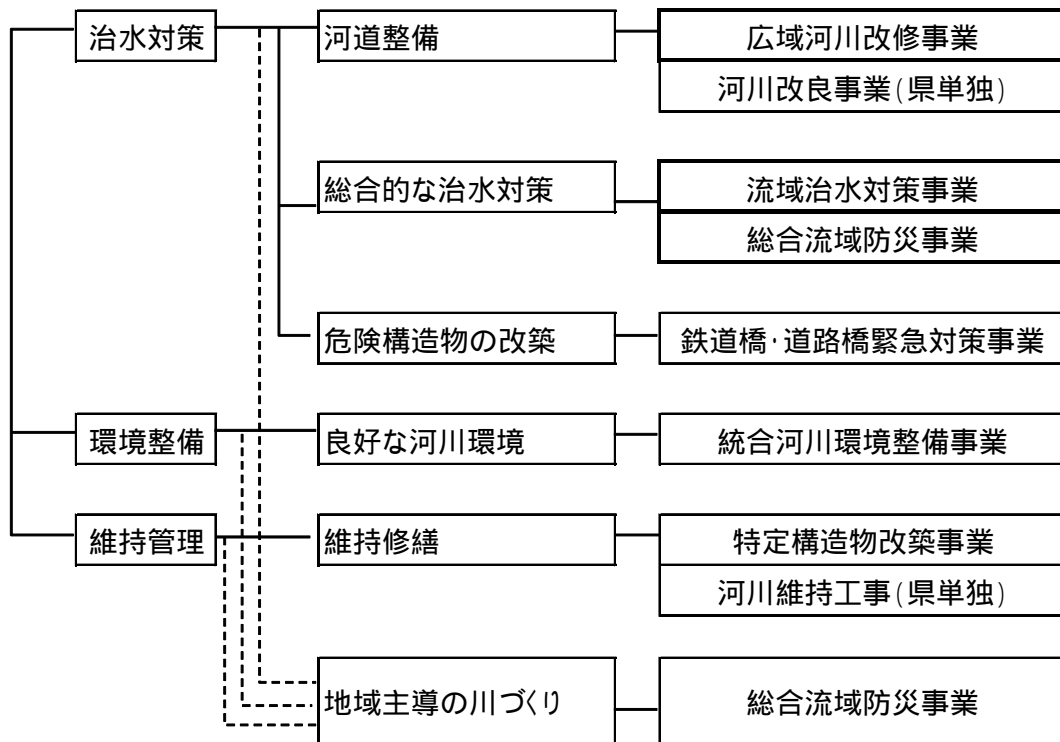 治水対策
河道整備
広域河川改修事業
河川改良事業(県単独)
総合的な治水対策
流域治水対策事業
総合流域防災事業
危険構造物の改築
鉄道橋・道路橋緊急対策事業
環境整備
良好な河川環境
統合河川環境整備事業
維持管理
維持修繕
特定構造物改築事業
河川維持工事(県単独)
地域主導の川づくり
総合流域防災事業